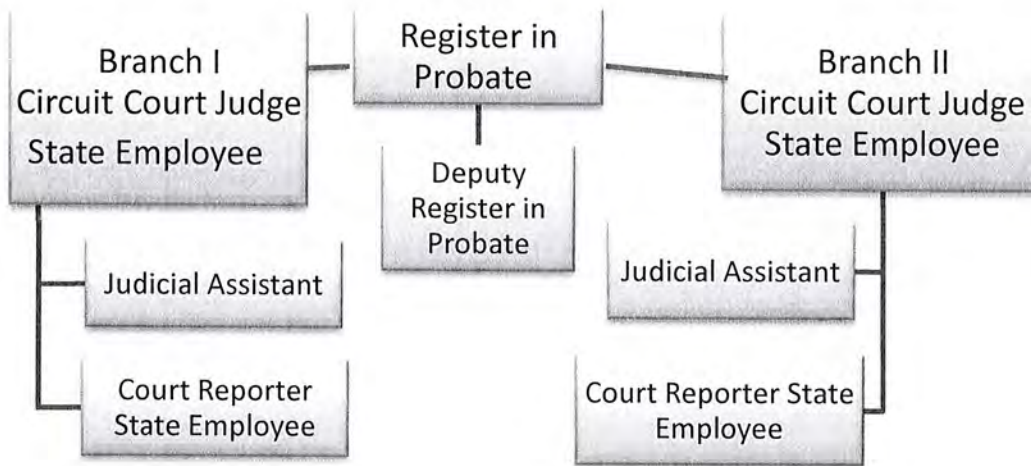 Branch I
Circuit Court Judge
State Employee
Register in
Probate
Branch II
Circuit Court Judge
State Employee
Deputy
Register in
Probate
Judicial Assistant
Court Reporter
State Employee
Judicial Assistant
Court Reporter State
Employee